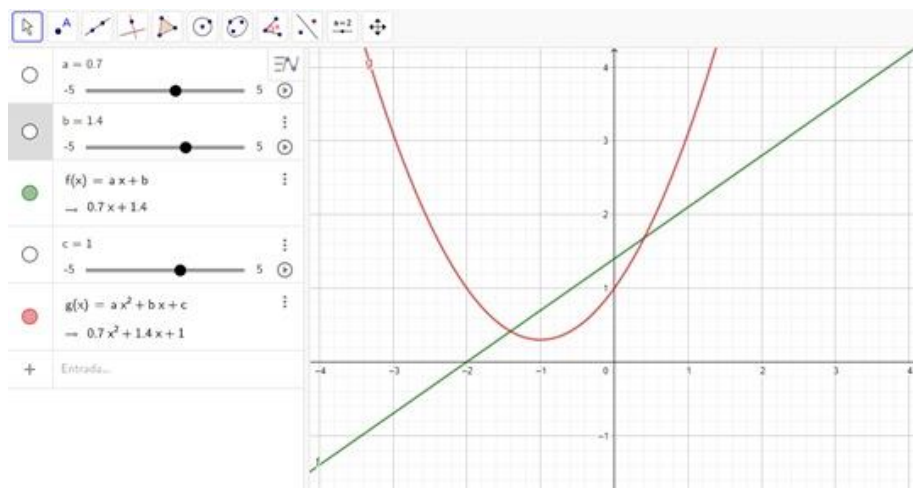 A
a=2
a = 0.7
-5
5
b = 1.4
-5
5
f(x) = a x + b
→ 0.7 x + 1.4
c = 1
-5
5
g(x) = a x² + b x + c
→ 0.7 x² + 1.4 x + 1
+ Entrada...
g
4
3
2
1
-4
-3
-2
-1
0
1
2
3
4
-1
f